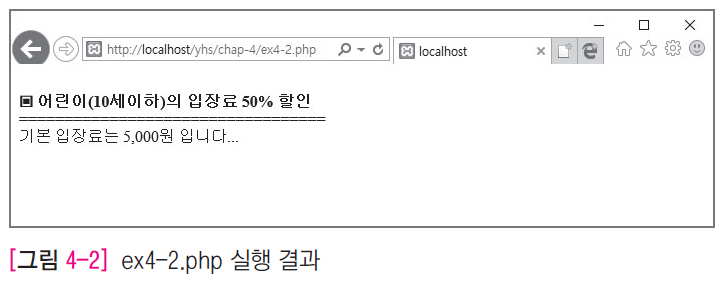 http://localhost/yhs/chap-4/ex4-2.php
localhost
▣ 어린이(10세이하)의 입장료 50% 할인
==================================
기본 입장료는 5,000원 입니다...
[그림 4-2] ex4-2.php 실행 결과